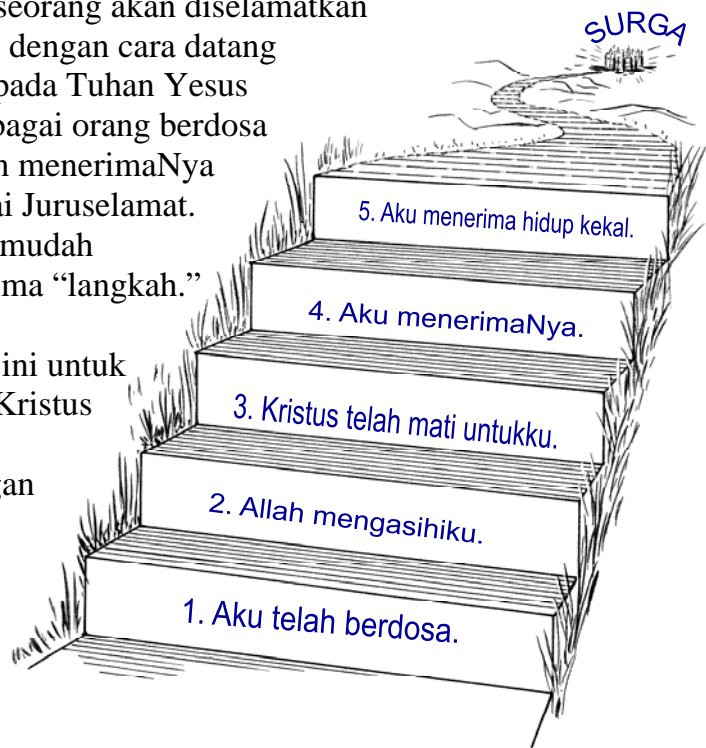 seorang akan diselamatkan
dengan cara datang
pada Tuhan Yesus
bagai orang berdosa
n menerimaNya
ai Juruselamat.
mudah
ma “langkah.”
ini untuk
Kristus
gan
SURGA
5. Aku menerima hidup kekal.
4. Aku menerimaNya.
3. Kristus telah mati untukku.
2. Allah mengasihiku.
1. Aku telah berdosa.